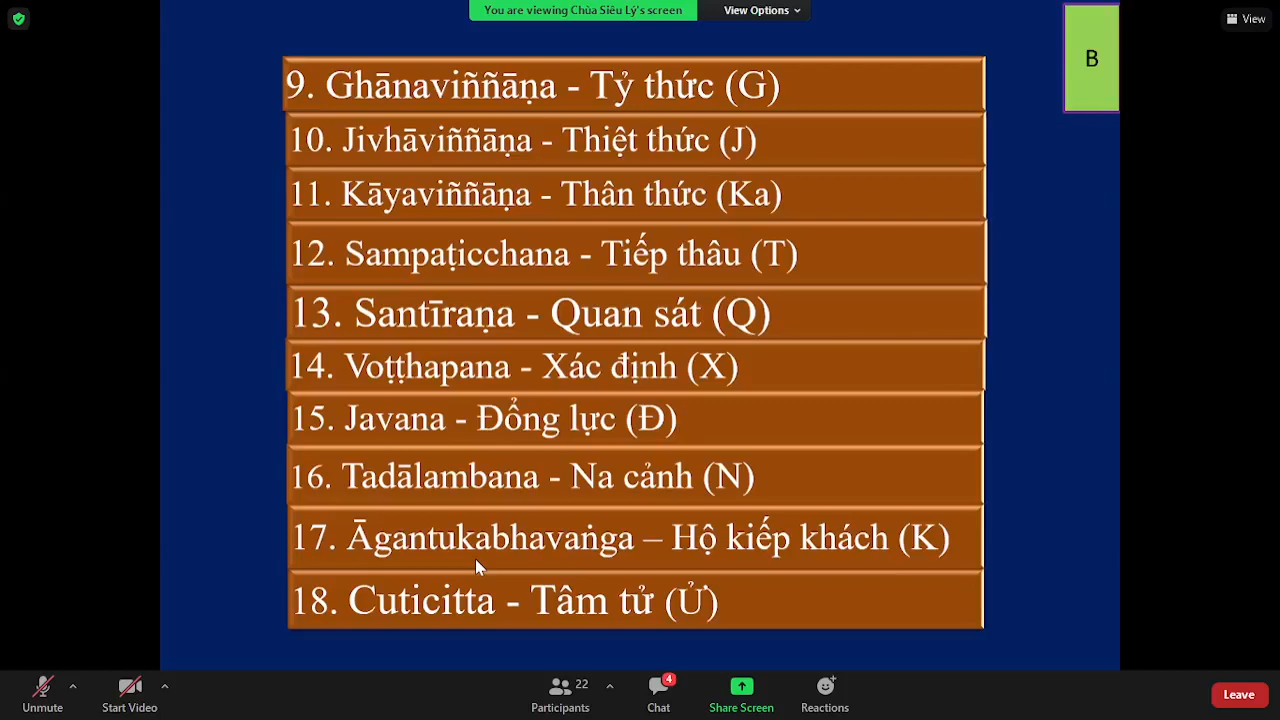 You are viewing Chùa Siêu Lý's screen
View Options
View
B
9. Ghānaviññāṇa - Tỷ thức (G)
10. Jivhāviññāṇa - Thiệt thức (J)
11. Kāyaviññāṇa - Thân thức (Ka)
12. Sampaṭicchana - Tiếp thâu (T)
13. Santīraṇa - Quan sát (Q)
14. Voṭṭhapana - Xác định (X)
15. Javana - Đổng lực (Đ)
16. Tadālambana - Na cảnh (N)
17. Āgantukabhavaṅga – Hộ kiếp khách (K)
18. Cuticitta - Tâm tử (Ử)
22
4
Unmute
Start Video
Participants
Chat
Share Screen
Reactions
Leave